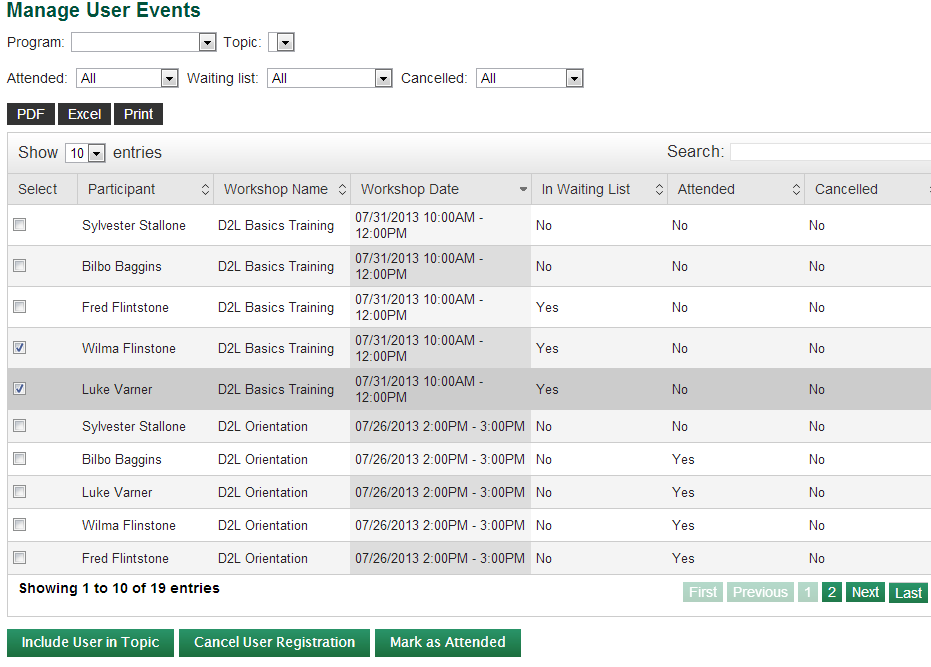 Manage User Events
Program: Topic:
Attended: All Waiting list: All Cancelled: All
PDF Excel Print
Show 10 entries Search:
Select Participant Workshop Name Workshop Date In Waiting List Attended Cancelled
Sylvester Stallone D2L Basics Training 07/31/2013 10:00AM - 12:00PM No No No
Bilbo Baggins D2L Basics Training 07/31/2013 10:00AM - 12:00PM No No No
Fred Flintstone D2L Basics Training 07/31/2013 10:00AM - 12:00PM Yes No No
Wilma Flinstone D2L Basics Training 07/31/2013 10:00AM - 12:00PM Yes No No
Luke Varner D2L Basics Training 07/31/2013 10:00AM - 12:00PM Yes No No
Sylvester Stallone D2L Orientation 07/26/2013 2:00PM - 3:00PM No No No
Bilbo Baggins D2L Orientation 07/26/2013 2:00PM - 3:00PM No Yes No
Luke Varner D2L Orientation 07/26/2013 2:00PM - 3:00PM No Yes No
Wilma Flinstone D2L Orientation 07/26/2013 2:00PM - 3:00PM No Yes No
Fred Flintstone D2L Orientation 07/26/2013 2:00PM - 3:00PM No Yes No
Showing 1 to 10 of 19 entries First Previous 1 2 Next Last
Include User in Topic Cancel User Registration Mark as Attended